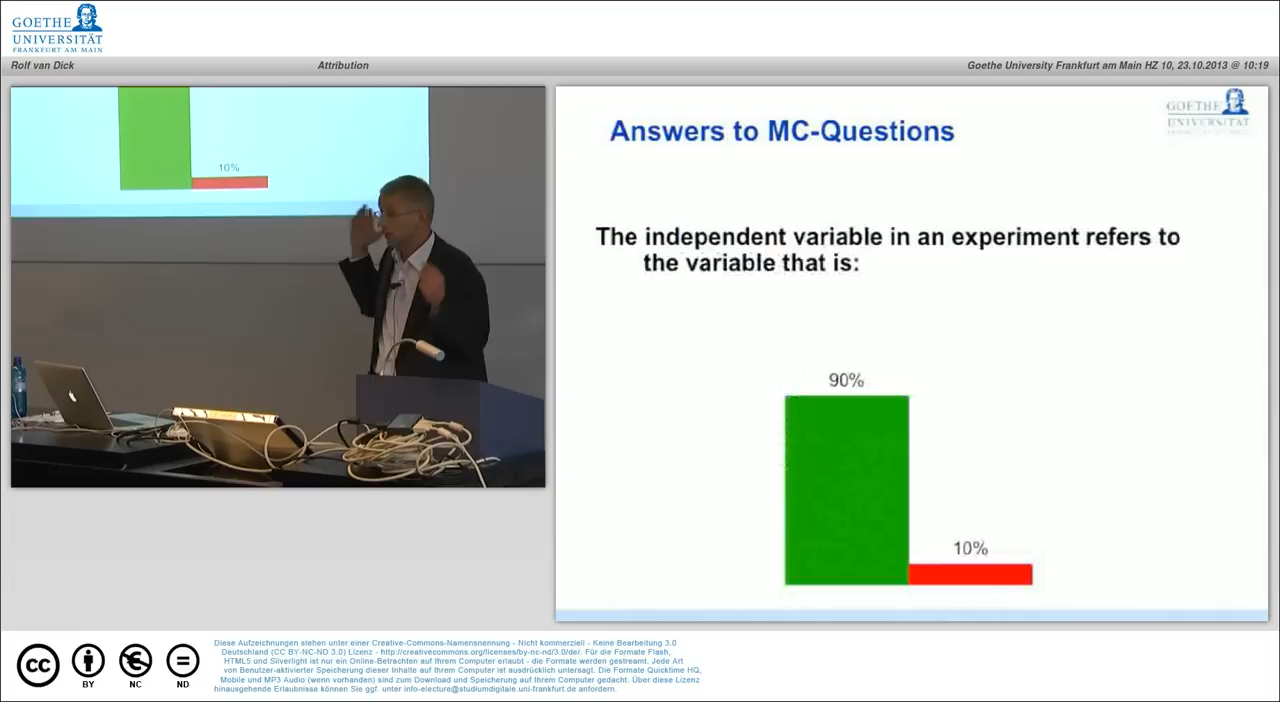 GOETHE
UNIVERSITÄT
FRANKFURT AM MAIN
Rolf van Dick
Attribution
Goethe University Frankfurt am Main HZ 10, 23.10.2013 @ 10:19
10%
GOETHE
UNIVERSITÄT
Answers to MC-Questions
The independent variable in an experiment refers to
the variable that is:
90%
10%
cc
BY
NC
ND
Diese Aufzeichnungen stehen unter einer Creative-Commons-Namensnennung - Nicht kommerziell - Keine Bearbeitung 3.0
Deutschland (CC BY-NC-ND 3.0) Lizenz - http://creativecommons.org/licenses/by-nc-nd/3.0/de/. Für die Formate Flash,
HTML5 und Silverlight ist nur ein Online-Betrachten auf Ihrem Computer erlaubt - die Formate werden gestreamt. Jede Art
von Benutzer-aktivierter Speicherung dieser Inhalte auf Ihrem Computer ist ausdrücklich untersagt. Die Formate Quicktime HQ,
Mobile und MP3 Audio (wenn vorhanden) sind zum Download und Speicherung auf Ihrem Computer gedacht. Über diese Lizenz
hinausgehende Erlaubnisse können Sie ggf. unter info-electure@studiumdigitale.uni-frankfurt.de anfordern.